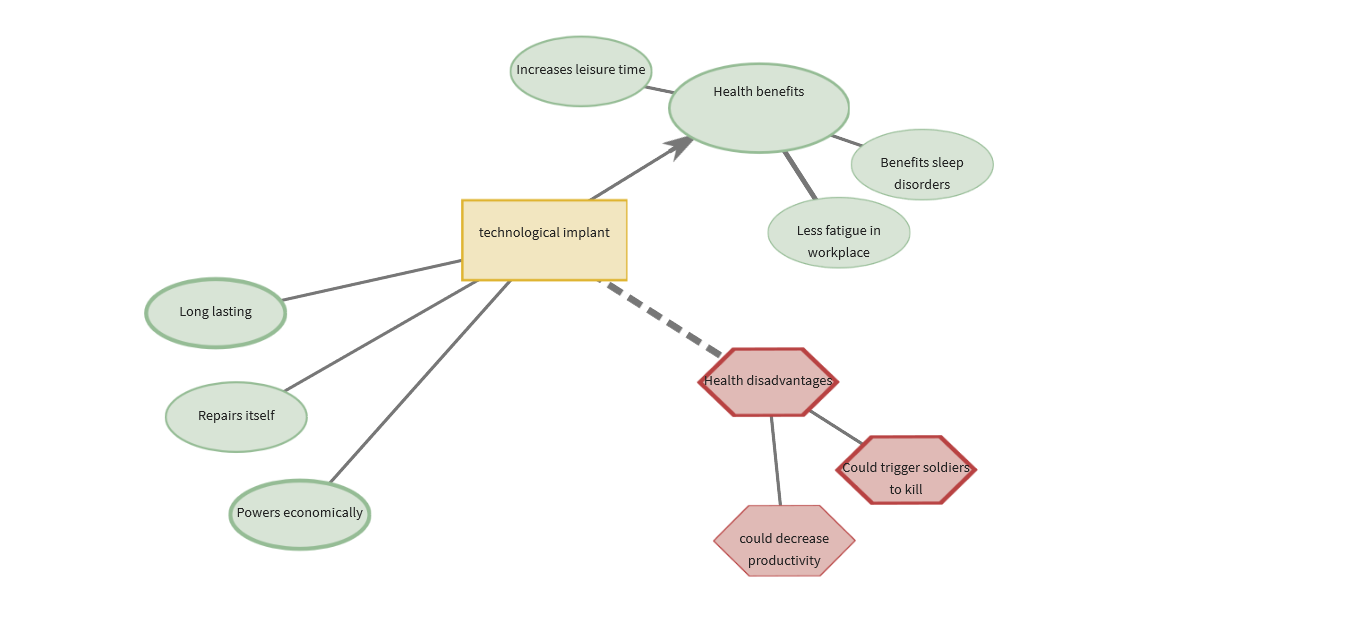 Increases leisure time
Health benefits
Benefits sleep
disorders
Less fatigue in
workplace
technological implant
Long lasting
Repairs itself
Powers economically
Health disadvantages
Could trigger soldiers
to kill
could decrease
productivity